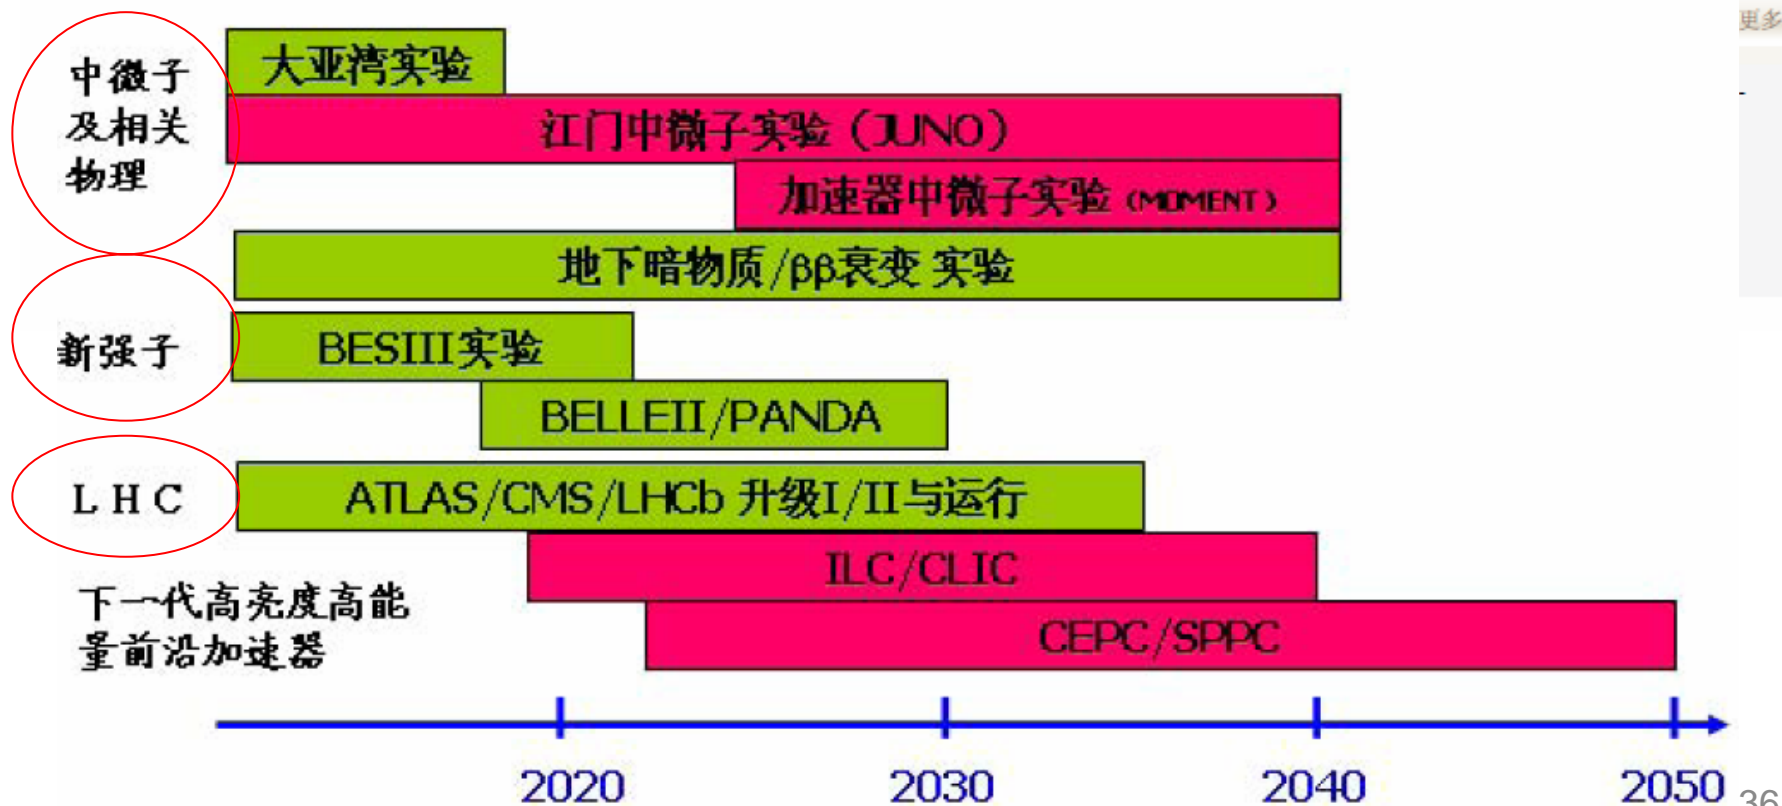 更多
大亚湾实验
中微子
及相关
物理
江门中微子实验（JUNO）
加速器中微子实验 (MOMENT)
地下暗物质/ββ衰变 实验
新强子
BESIII实验
BELLEII/PANDA
LHC
ATLAS/CMS/LHCb 升级I/II与运行
ILC/CLIC
下一代高亮度高能
量前沿加速器
CEPC/SPPC
2020 2030 2040 2050
36